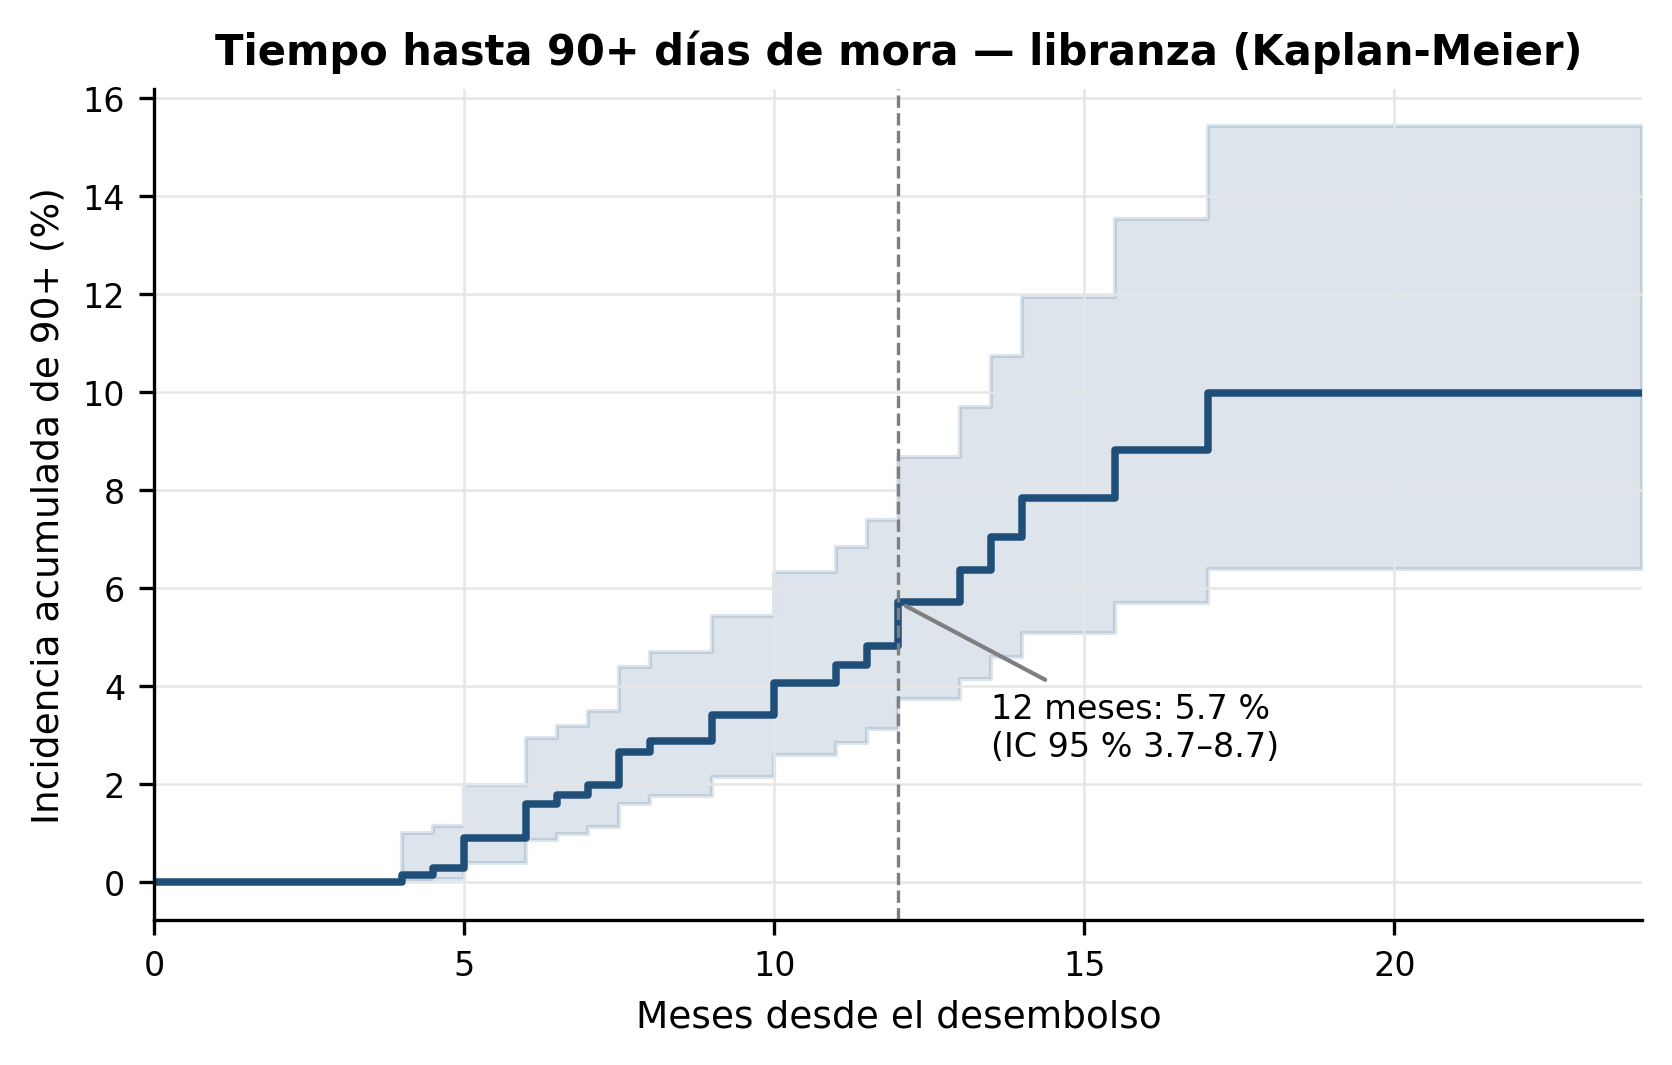 Tiempo hasta 90+ días de mora — libranza (Kaplan-Meier)
Incidencia acumulada de 90+ (%)
16
14
12
10
8
6
4
2
0
12 meses: 5.7 %
(IC 95 % 3.7–8.7)
0
5
10
15
20
Meses desde el desembolso